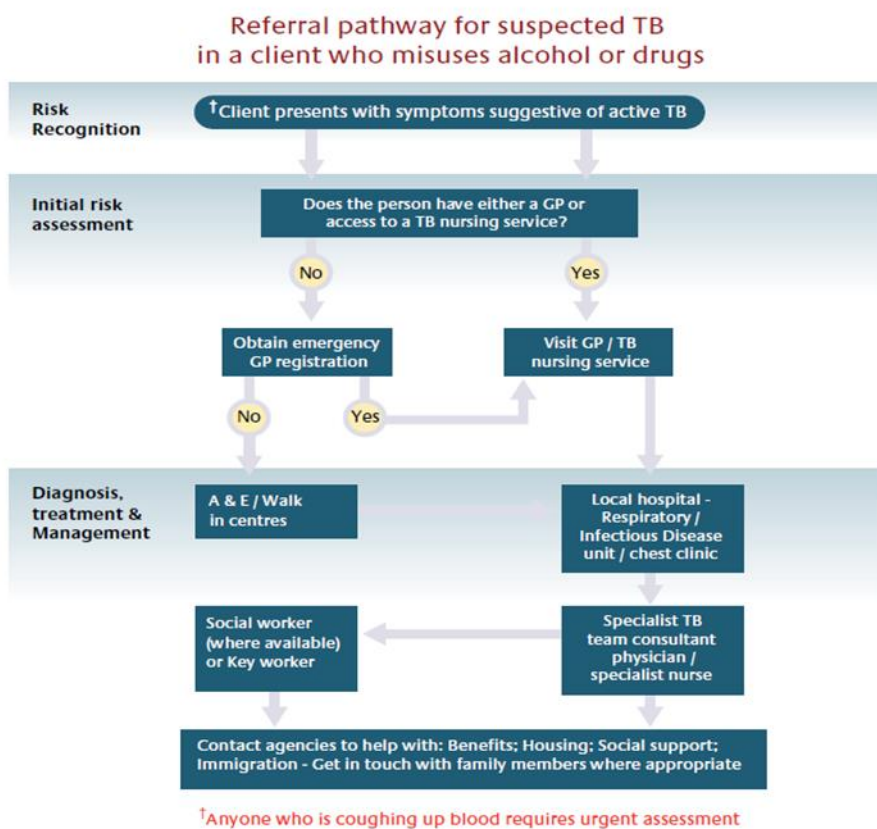 Referral pathway for suspected TB
in a client who misuses alcohol or drugs
Risk
Recognition
†Client presents with symptoms suggestive of active TB
Initial risk
assessment
Does the person have either a GP or
access to a TB nursing service?
No
Yes
Obtain emergency
GP registration
Visit GP / TB
nursing service
No
Yes
Diagnosis,
treatment &
Management
A & E / Walk
in centres
Local hospital -
Respiratory /
Infectious Disease
unit / chest clinic
Social worker
(where available)
or Key worker
Specialist TB
team consultant
physician /
specialist nurse
Contact agencies to help with: Benefits; Housing; Social support;
Immigration - Get in touch with family members where appropriate
†Anyone who is coughing up blood requires urgent assessment